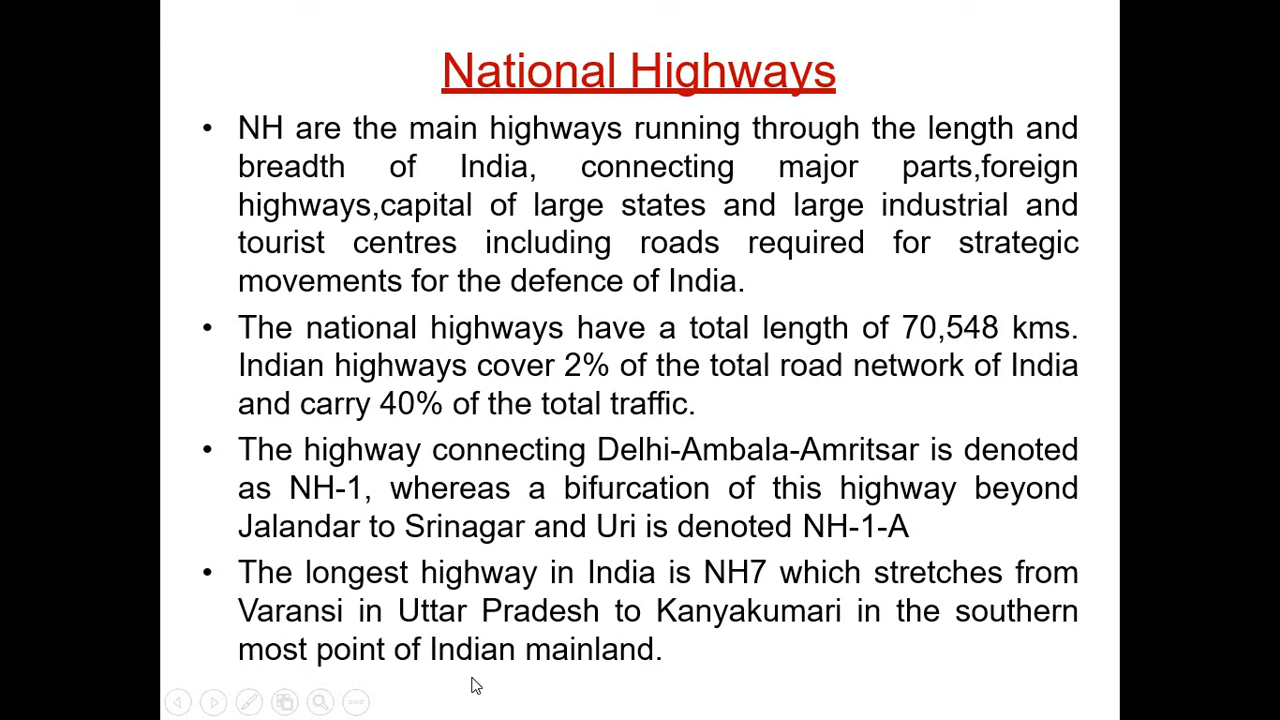 National Highways
• NH are the main highways running through the length and
breadth of India, connecting major parts,foreign
highways,capital of large states and large industrial and
tourist centres including roads required for strategic
movements for the defence of India.
• The national highways have a total length of 70,548 kms.
Indian highways cover 2% of the total road network of India
and carry 40% of the total traffic.
• The highway connecting Delhi-Ambala-Amritsar is denoted
as NH-1, whereas a bifurcation of this highway beyond
Jalandar to Srinagar and Uri is denoted NH-1-A
• The longest highway in India is NH7 which stretches from
Varansi in Uttar Pradesh to Kanyakumari in the southern
most point of Indian mainland.